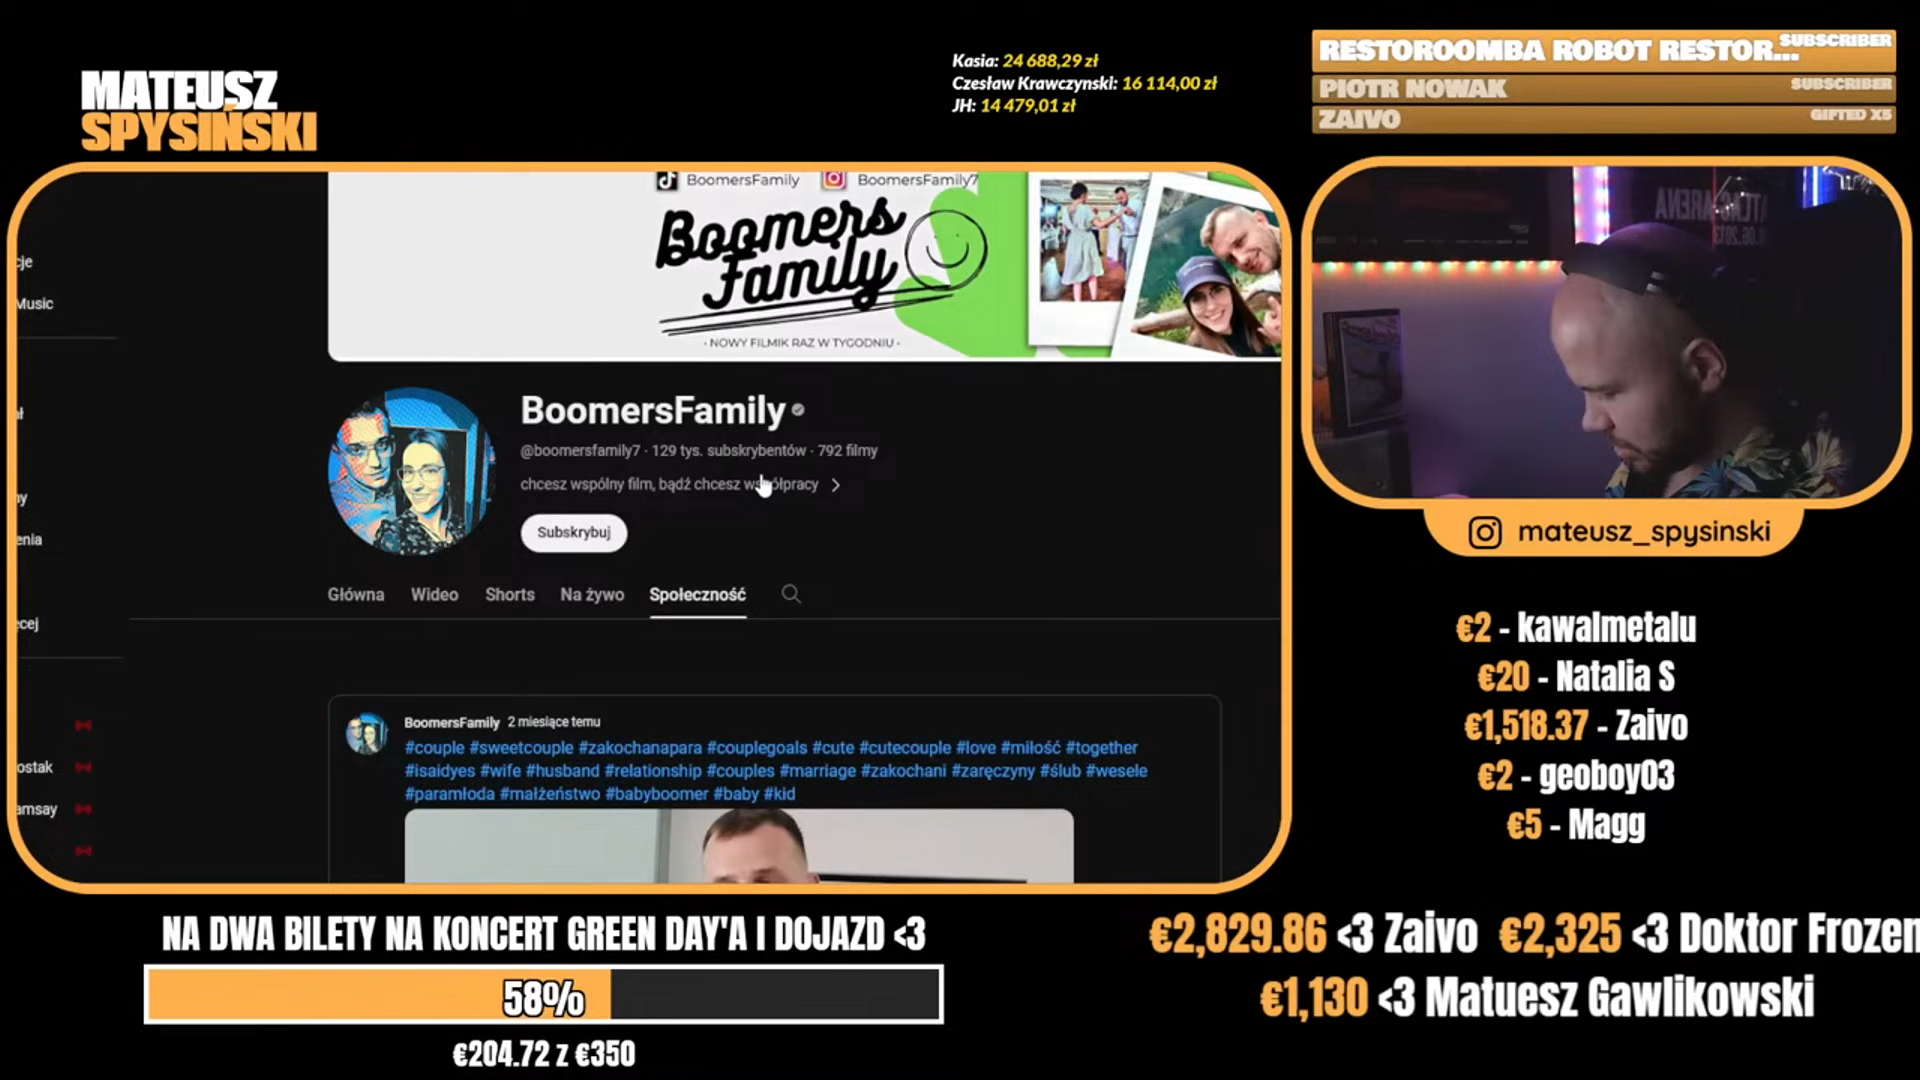 MATEUSZ
SPYSIŃSKI
Kasia: 24 688,29 zł
Czesław Krawczynski: 16 114,00 zł
JH: 14 479,01 zł
RESTOROOMBA ROBOT RESTOR... SUBSCRIBER
PIOTR NOWAK SUBSCRIBER
ZAIVO GIFTED X5
BoomersFamily BoomersFamily7
Boomers
Family
· NOWY FILMIK RAZ W TYGODNIU ·
cje
Music
BoomersFamily
@boomersfamily7 · 129 tys. subskrybentów · 792 filmy
chcesz wspólny film, bądź chcesz współpracy
Subskrybuj
ny
enia
Główna Wideo Shorts Na żywo Społeczność
ęcej
BoomersFamily 2 miesiące temu
#couple #sweetcouple #zakochanapara #couplegoals #cute #cutecouple #love #miłość #together
#isaidyes #wife #husband #relationship #couples #marriage #zakochani #zaręczyny #ślub #wesele
#paramłoda #małżeństwo #babyboomer #baby #kid
ostak
amsay
mateusz_spysinski
€2 - kawalmetalu
€20 - Natalia S
€1,518.37 - Zaivo
€2 - geoboy03
€5 - Magg
NA DWA BILETY NA KONCERT GREEN DAY'A I DOJAZD <3
58%
€204.72 z €350
€2,829.86 <3 Zaivo €2,325 <3 Doktor Frozen
€1,130 <3 Matuesz Gawlikowski